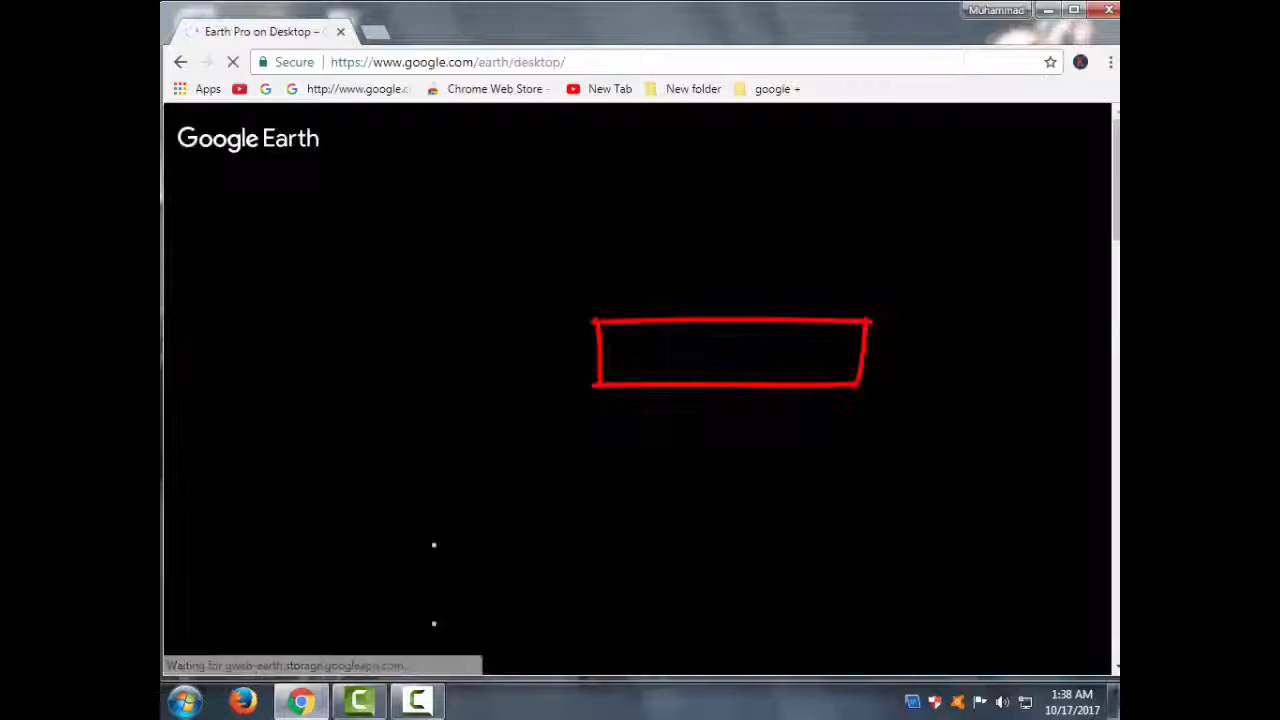 Muhammad
Earth Pro on Desktop –
Secure
https://www.google.com/earth/desktop/
Apps
http://www.google.c
Chrome Web Store -
New Tab
New folder
google +
Google Earth
Waiting for gweb-earth.storage.googleapis.com...
1:38 AM
10/17/2017